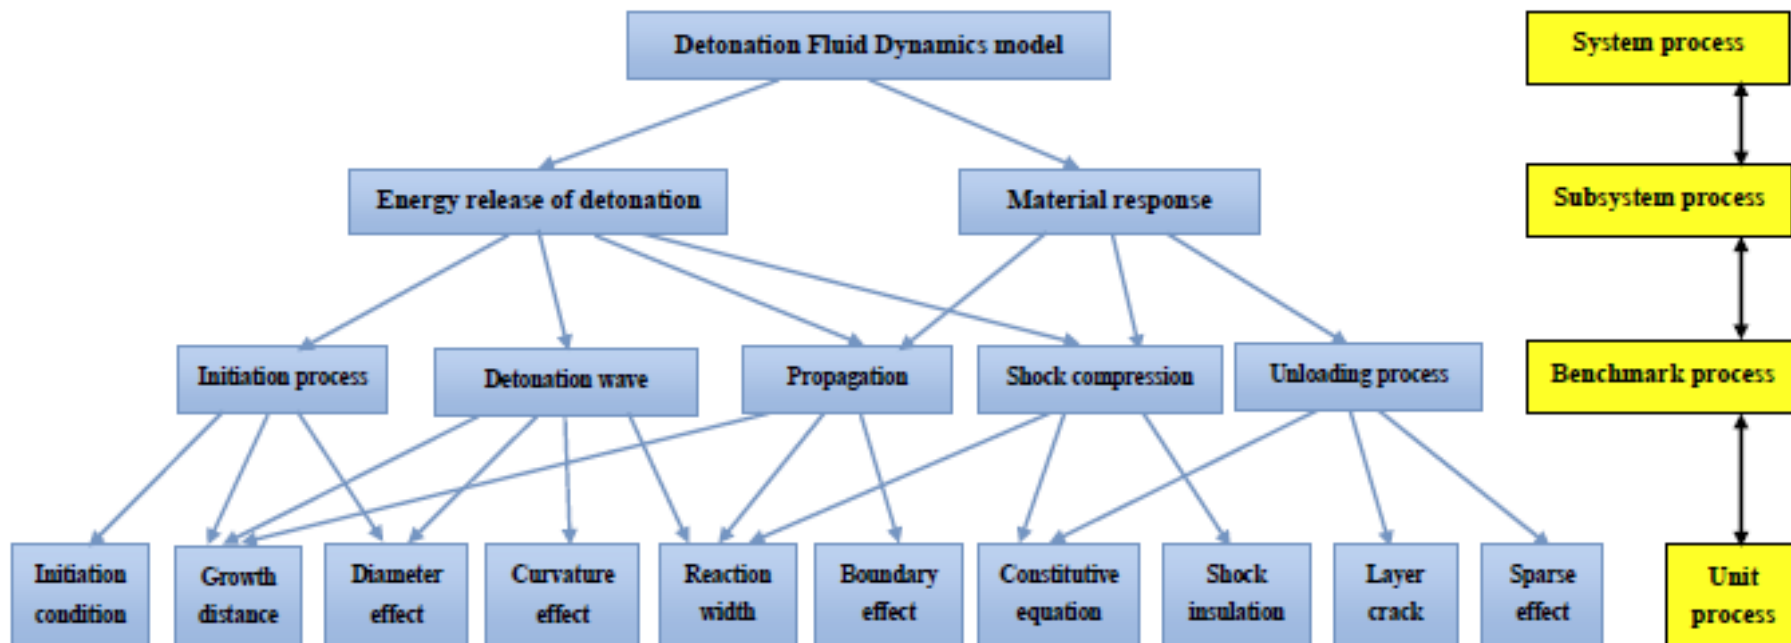 Detonation Fluid Dynamics model
System process
Energy release of detonation
Material response
Subsystem process
Initiation process
Detonation wave
Propagation
Shock compression
Unloading process
Benchmark process
Initiation
condition
Growth
distance
Diameter
effect
Curvature
effect
Reaction
width
Boundary
effect
Constitutive
equation
Shock
insulation
Layer
crack
Sparse
effect
Unit
process